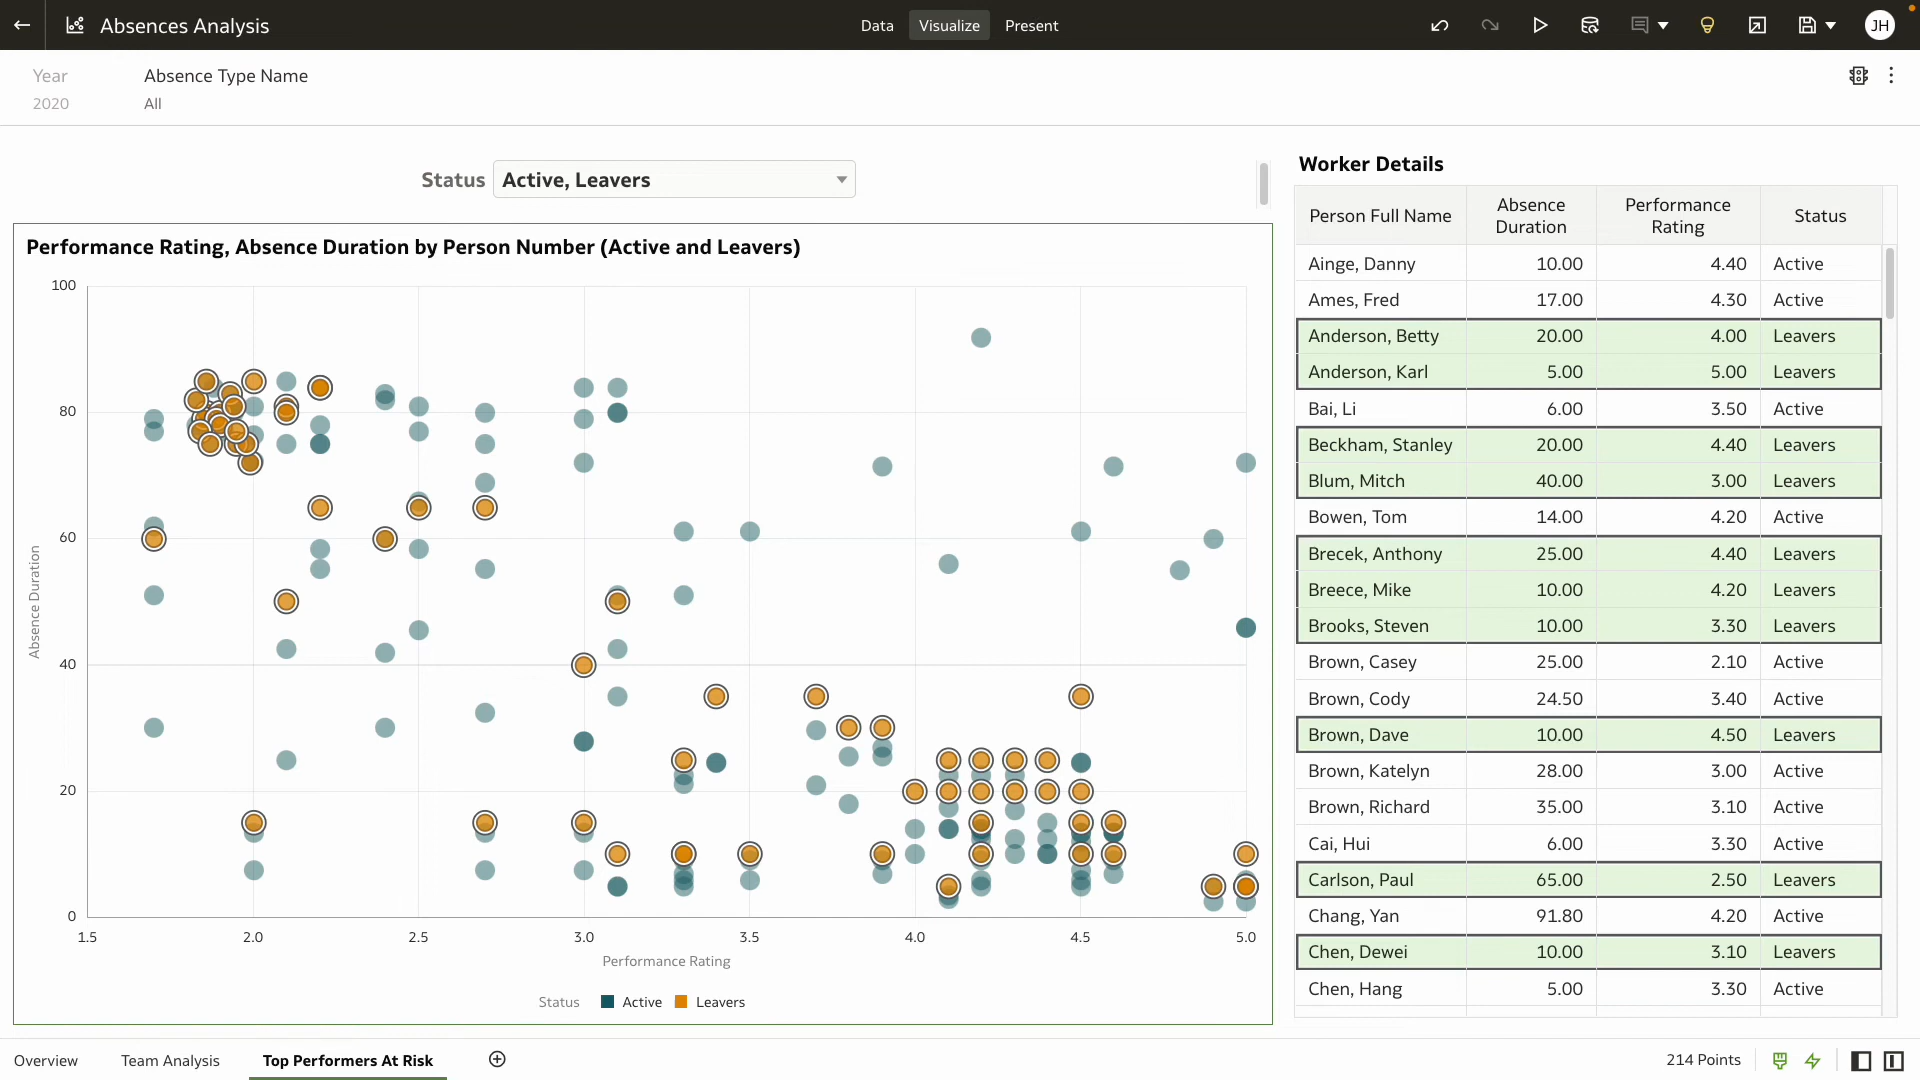 Absences Analysis
Data Visualize Present
JH
Year Absence Type Name
2020 All
Status Active, Leavers
Performance Rating, Absence Duration by Person Number (Active and Leavers)
100
80
60
40
20
0
Absence Duration
1.5 2.0 2.5 3.0 3.5 4.0 4.5 5.0
Performance Rating
Status Active Leavers
Worker Details
Person Full Name Absence Duration Performance Rating Status
Ainge, Danny 10.00 4.40 Active
Ames, Fred 17.00 4.30 Active
Anderson, Betty 20.00 4.00 Leavers
Anderson, Karl 5.00 5.00 Leavers
Bai, Li 6.00 3.50 Active
Beckham, Stanley 20.00 4.40 Leavers
Blum, Mitch 40.00 3.00 Leavers
Bowen, Tom 14.00 4.20 Active
Brecek, Anthony 25.00 4.40 Leavers
Breece, Mike 10.00 4.20 Leavers
Brooks, Steven 10.00 3.30 Leavers
Brown, Casey 25.00 2.10 Active
Brown, Cody 24.50 3.40 Active
Brown, Dave 10.00 4.50 Leavers
Brown, Katelyn 28.00 3.00 Active
Brown, Richard 35.00 3.10 Active
Cai, Hui 6.00 3.30 Active
Carlson, Paul 65.00 2.50 Leavers
Chang, Yan 91.80 4.20 Active
Chen, Dewei 10.00 3.10 Leavers
Chen, Hang 5.00 3.30 Active
Overview Team Analysis Top Performers At Risk
214 Points